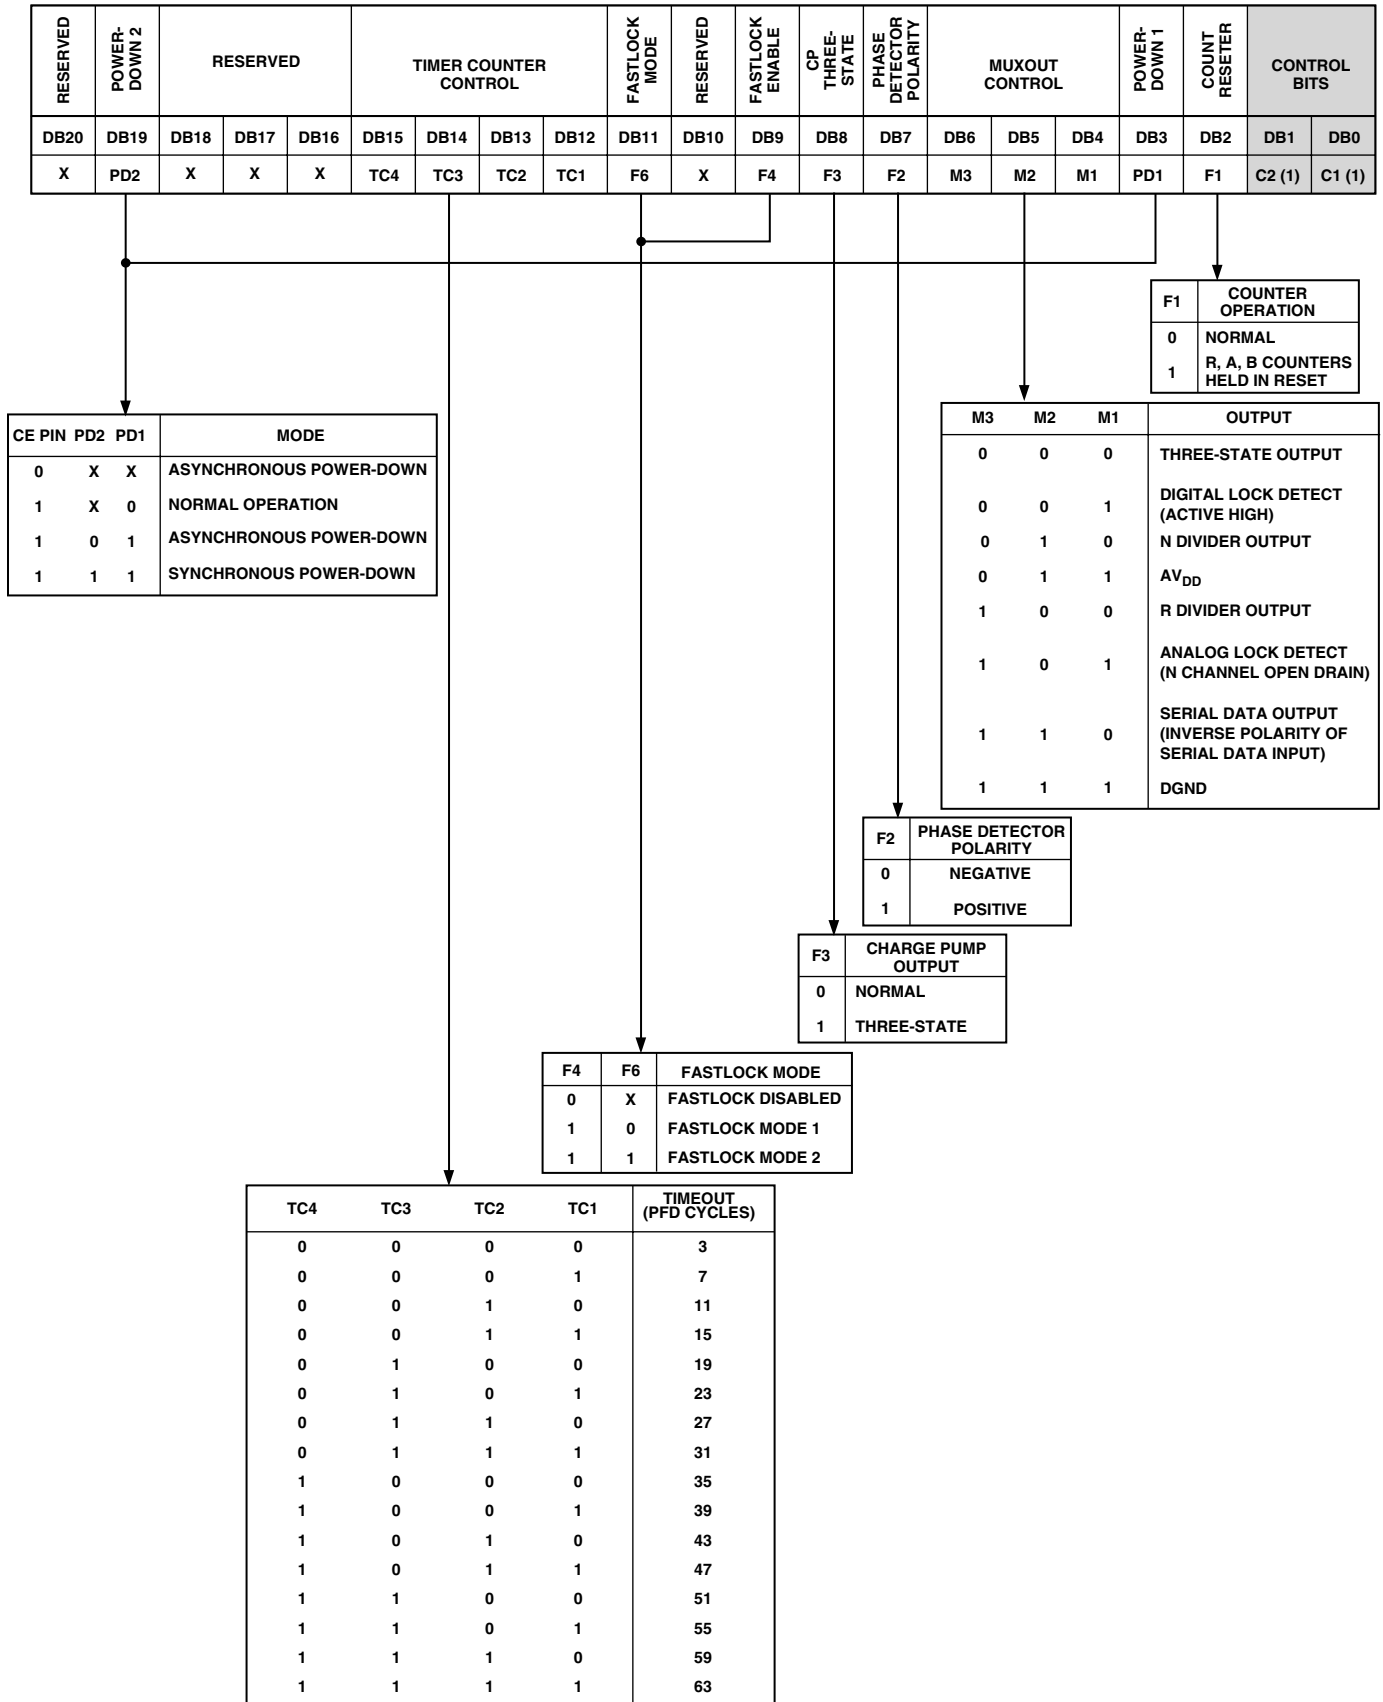 RESERVED
POWER-
DOWN 2
RESERVED
TIMER COUNTER
CONTROL
FASTLOCK
MODE
RESERVED
FASTLOCK
ENABLE
CP
THREE-
STATE
PHASE
DETECTOR
POLARITY
MUXOUT
CONTROL
POWER-
DOWN 1
COUNT
RESETER
CONTROL
BITS
DB20 DB19 DB18 DB17 DB16 DB15 DB14 DB13 DB12 DB11 DB10 DB9 DB8 DB7 DB6 DB5 DB4 DB3 DB2 DB1 DB0
X PD2 X X X TC4 TC3 TC2 TC1 F6 X F4 F3 F2 M3 M2 M1 PD1 F1 C2 (1) C1 (1)
F1 COUNTER
OPERATION
0 NORMAL
1 R, A, B COUNTERS
HELD IN RESET
CE PIN PD2 PD1 MODE
0 X X ASYNCHRONOUS POWER-DOWN
1 X 0 NORMAL OPERATION
1 0 1 ASYNCHRONOUS POWER-DOWN
1 1 1 SYNCHRONOUS POWER-DOWN
M3 M2 M1 OUTPUT
0 0 0 THREE-STATE OUTPUT
0 0 1 DIGITAL LOCK DETECT
(ACTIVE HIGH)
0 1 0 N DIVIDER OUTPUT
0 1 1 AVDD
1 0 0 R DIVIDER OUTPUT
1 0 1 ANALOG LOCK DETECT
(N CHANNEL OPEN DRAIN)
1 1 0 SERIAL DATA OUTPUT
(INVERSE POLARITY OF
SERIAL DATA INPUT)
1 1 1 DGND
F2 PHASE DETECTOR
POLARITY
0 NEGATIVE
1 POSITIVE
F3 CHARGE PUMP
OUTPUT
0 NORMAL
1 THREE-STATE
F4 F6 FASTLOCK MODE
0 X FASTLOCK DISABLED
1 0 FASTLOCK MODE 1
1 1 FASTLOCK MODE 2
TC4 TC3 TC2 TC1 TIMEOUT
(PFD CYCLES)
0 0 0 0 3
0 0 0 1 7
0 0 1 0 11
0 0 1 1 15
0 1 0 0 19
0 1 0 1 23
0 1 1 0 27
0 1 1 1 31
1 0 0 0 35
1 0 0 1 39
1 0 1 0 43
1 0 1 1 47
1 1 0 0 51
1 1 0 1 55
1 1 1 0 59
1 1 1 1 63